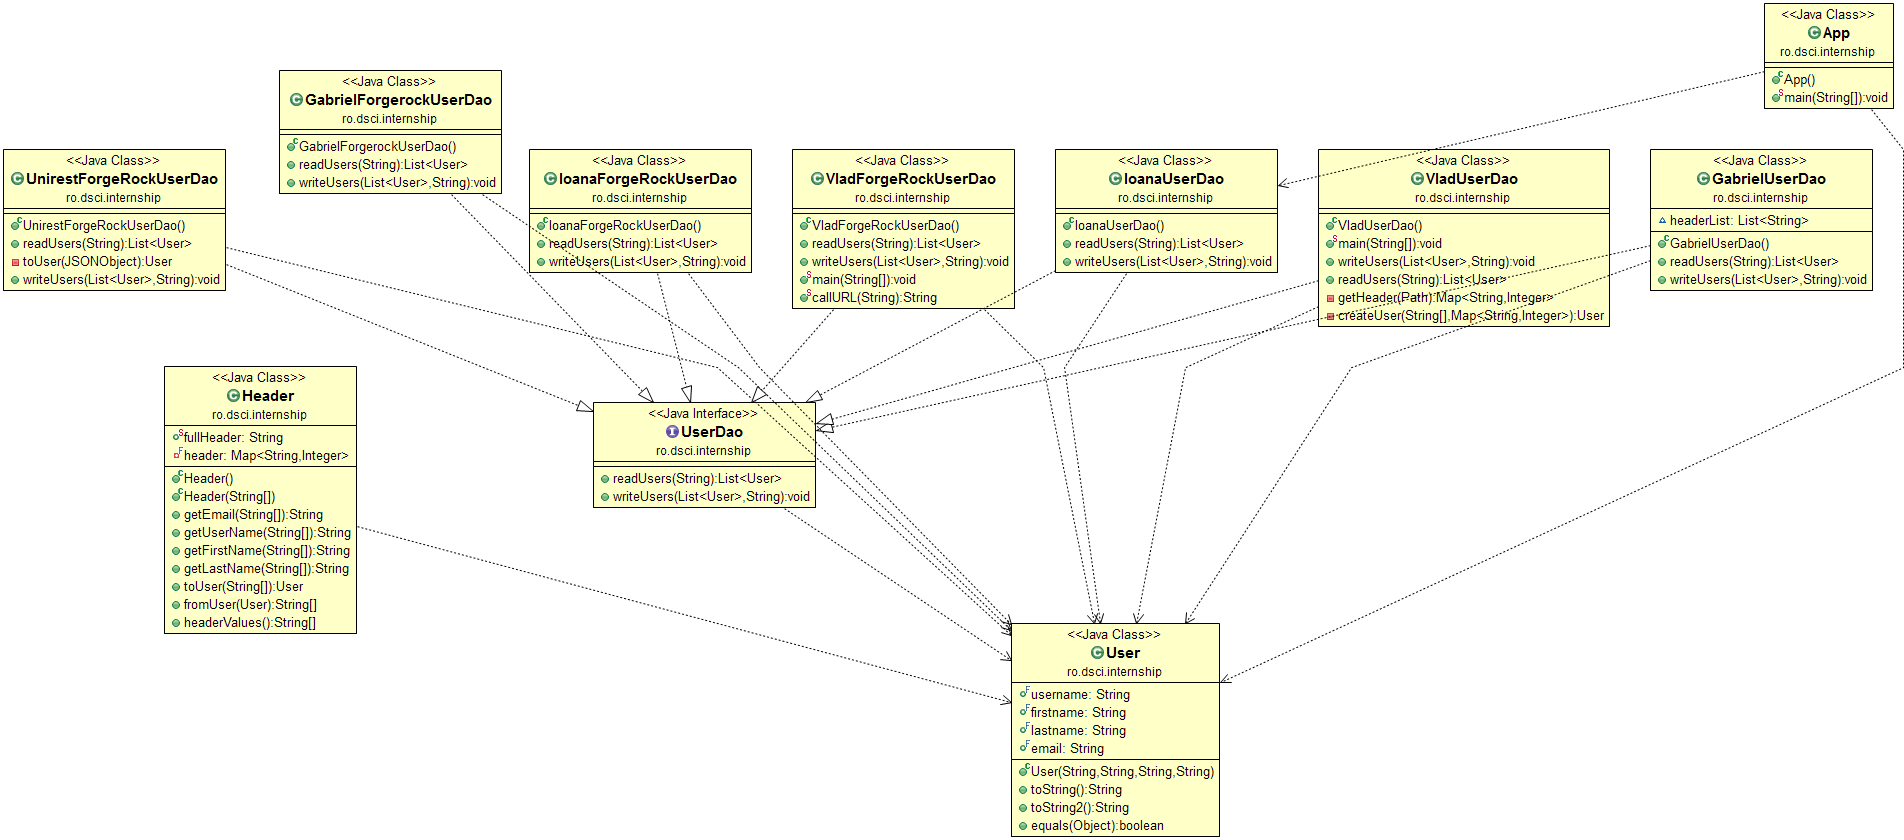 <<Java Class>>
App
ro.dsci.internship
App()
main(String[]):void
<<Java Class>>
GabrielForgerockUserDao
ro.dsci.internship
GabrielForgerockUserDao()
readUsers(String):List<User>
writeUsers(List<User>,String):void
<<Java Class>>
UnirestForgeRockUserDao
ro.dsci.internship
UnirestForgeRockUserDao()
readUsers(String):List<User>
toUser(JSONObject):User
writeUsers(List<User>,String):void
<<Java Class>>
IoanaForgeRockUserDao
ro.dsci.internship
IoanaForgeRockUserDao()
readUsers(String):List<User>
writeUsers(List<User>,String):void
<<Java Class>>
VladForgeRockUserDao
ro.dsci.internship
VladForgeRockUserDao()
readUsers(String):List<User>
writeUsers(List<User>,String):void
main(String[]):void
callURL(String):String
<<Java Class>>
IoanaUserDao
ro.dsci.internship
IoanaUserDao()
readUsers(String):List<User>
writeUsers(List<User>,String):void
<<Java Class>>
VladUserDao
ro.dsci.internship
VladUserDao()
main(String[]):void
writeUsers(List<User>,String):void
readUsers(String):List<User>
getHeader(Path):Map<String,Integer>
createUser(String[],Map<String,Integer>):User
<<Java Class>>
GabrielUserDao
ro.dsci.internship
headerList: List<String>
GabrielUserDao()
readUsers(String):List<User>
writeUsers(List<User>,String):void
<<Java Class>>
Header
ro.dsci.internship
fullHeader: String
header: Map<String,Integer>
Header()
Header(String[])
getEmail(String[]):String
getUserName(String[]):String
getFirstName(String[]):String
getLastName(String[]):String
toUser(String[]):User
fromUser(User):String[]
headerValues():String[]
<<Java Interface>>
UserDao
ro.dsci.internship
readUsers(String):List<User>
writeUsers(List<User>,String):void
<<Java Class>>
User
ro.dsci.internship
username: String
firstname: String
lastname: String
email: String
User(String,String,String,String)
toString():String
toString2():String
equals(Object):boolean